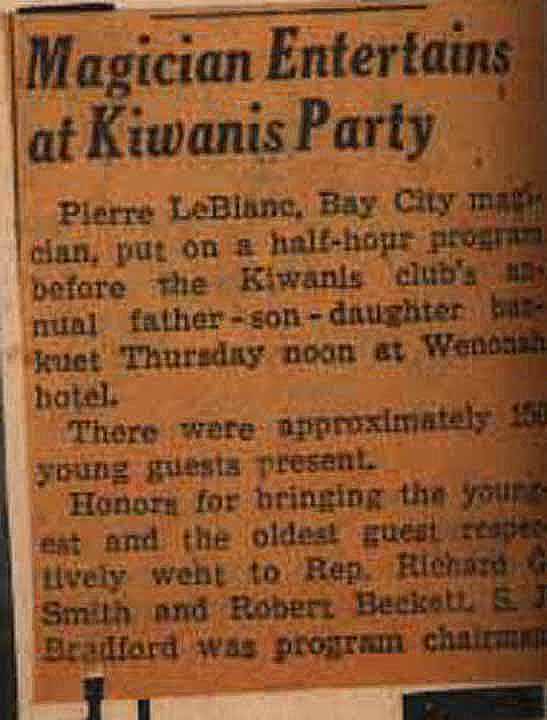 Magician Entertains
at Kiwanis Party
Pierre LeBlanc, Bay City magi-
cian, put on a half-hour program
before the Kiwanis club's an-
nual father-son-daughter ban-
kuet Thursday noon at Wenonah
hotel.
There were approximately 150
young guests present.
Honors for bringing the young-
est and the oldest guest respec-
tively went to Rep. Richard G
Smith and Robert Beckett. S. J
Bradford was program chairman